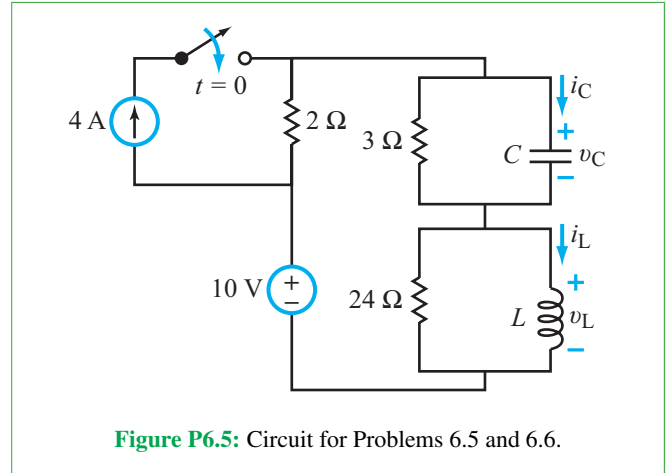 t = 0
4 A
2 Ω
3 Ω
C
iC
+
vC
−
10 V
+
−
24 Ω
L
iL
+
vL
−
Figure P6.5: Circuit for Problems 6.5 and 6.6.